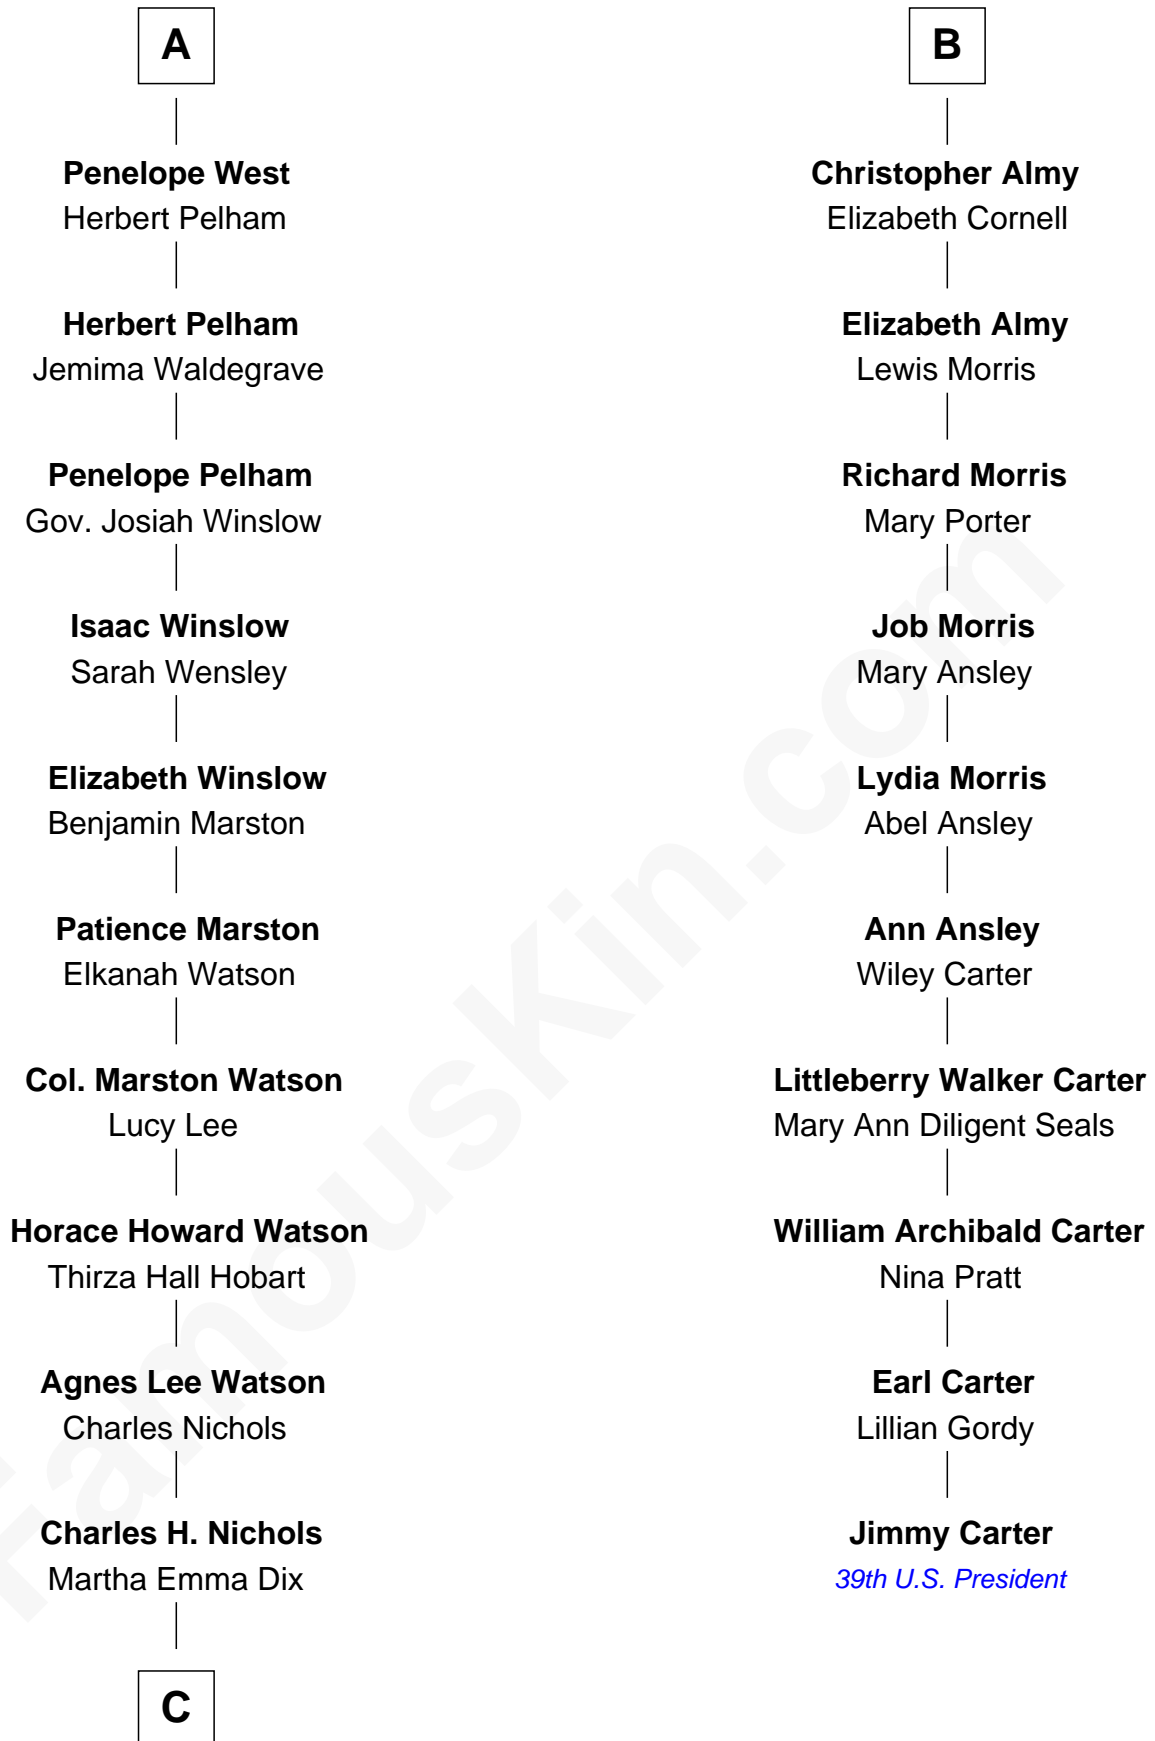 A
Penelope West
Herbert Pelham
Herbert Pelham
Jemima Waldegrave
Penelope Pelham
Gov. Josiah Winslow
Isaac Winslow
Sarah Wensley
Elizabeth Winslow
Benjamin Marston
Patience Marston
Elkanah Watson
Col. Marston Watson
Lucy Lee
Horace Howard Watson
Thirza Hall Hobart
Agnes Lee Watson
Charles Nichols
Charles H. Nichols
Martha Emma Dix
C
B
Christopher Almy
Elizabeth Cornell
Elizabeth Almy
Lewis Morris
Richard Morris
Mary Porter
Job Morris
Mary Ansley
Lydia Morris
Abel Ansley
Ann Ansley
Wiley Carter
Littleberry Walker Carter
Mary Ann Diligent Seals
William Archibald Carter
Nina Pratt
Earl Carter
Lillian Gordy
Jimmy Carter
39th U.S. President
FamousKin.com